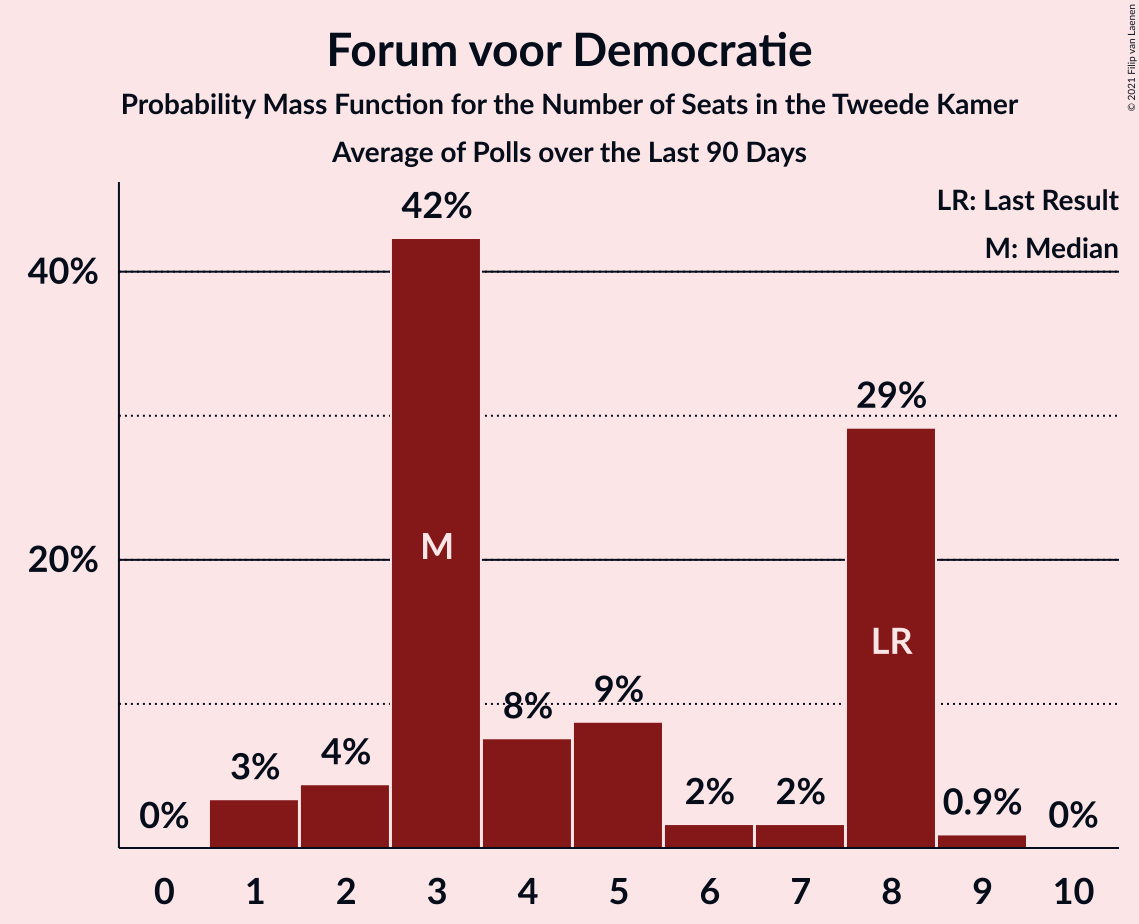 Forum voor Democratie
Probability Mass Function for the Number of Seats in the Tweede Kamer
Average of Polls over the Last 90 Days
© 2021 Filip van Laenen
LR: Last Result
M: Median
42%
40%
29%
20%
M
LR
9%
8%
4%
3%
2%
2%
0.9%
0%
0%
0 1 2 3 4 5 6 7 8 9 10